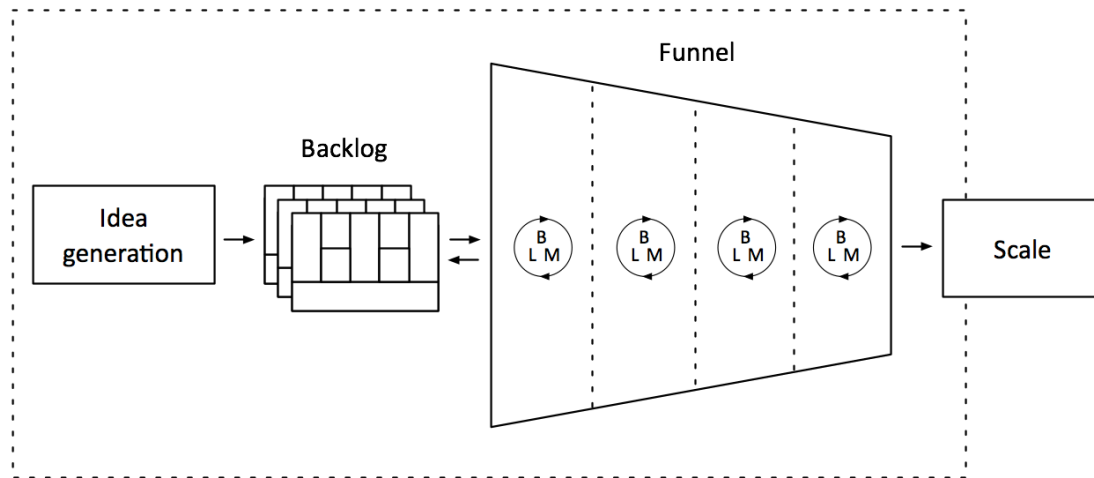 Funnel
Backlog
Idea
generation
B
L M
B
L M
B
L M
B
L M
Scale